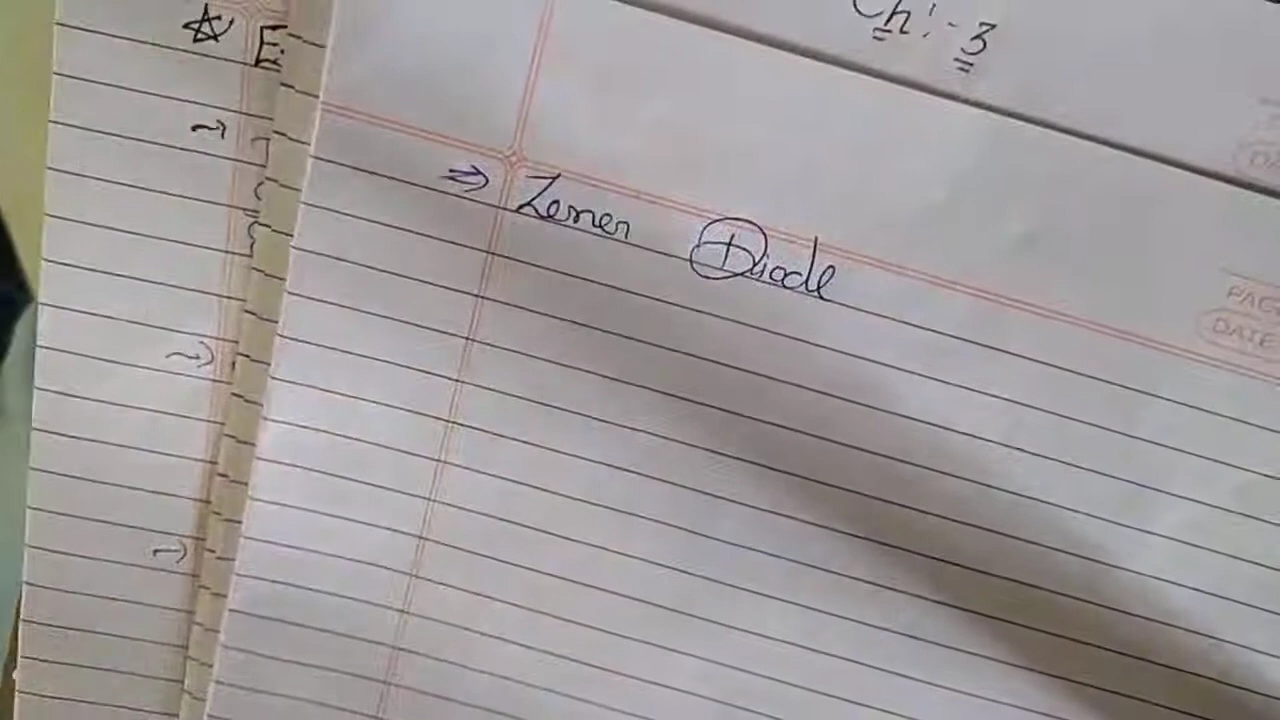 Ch:-3
⇒ Zener Diode
PAGE
DATE